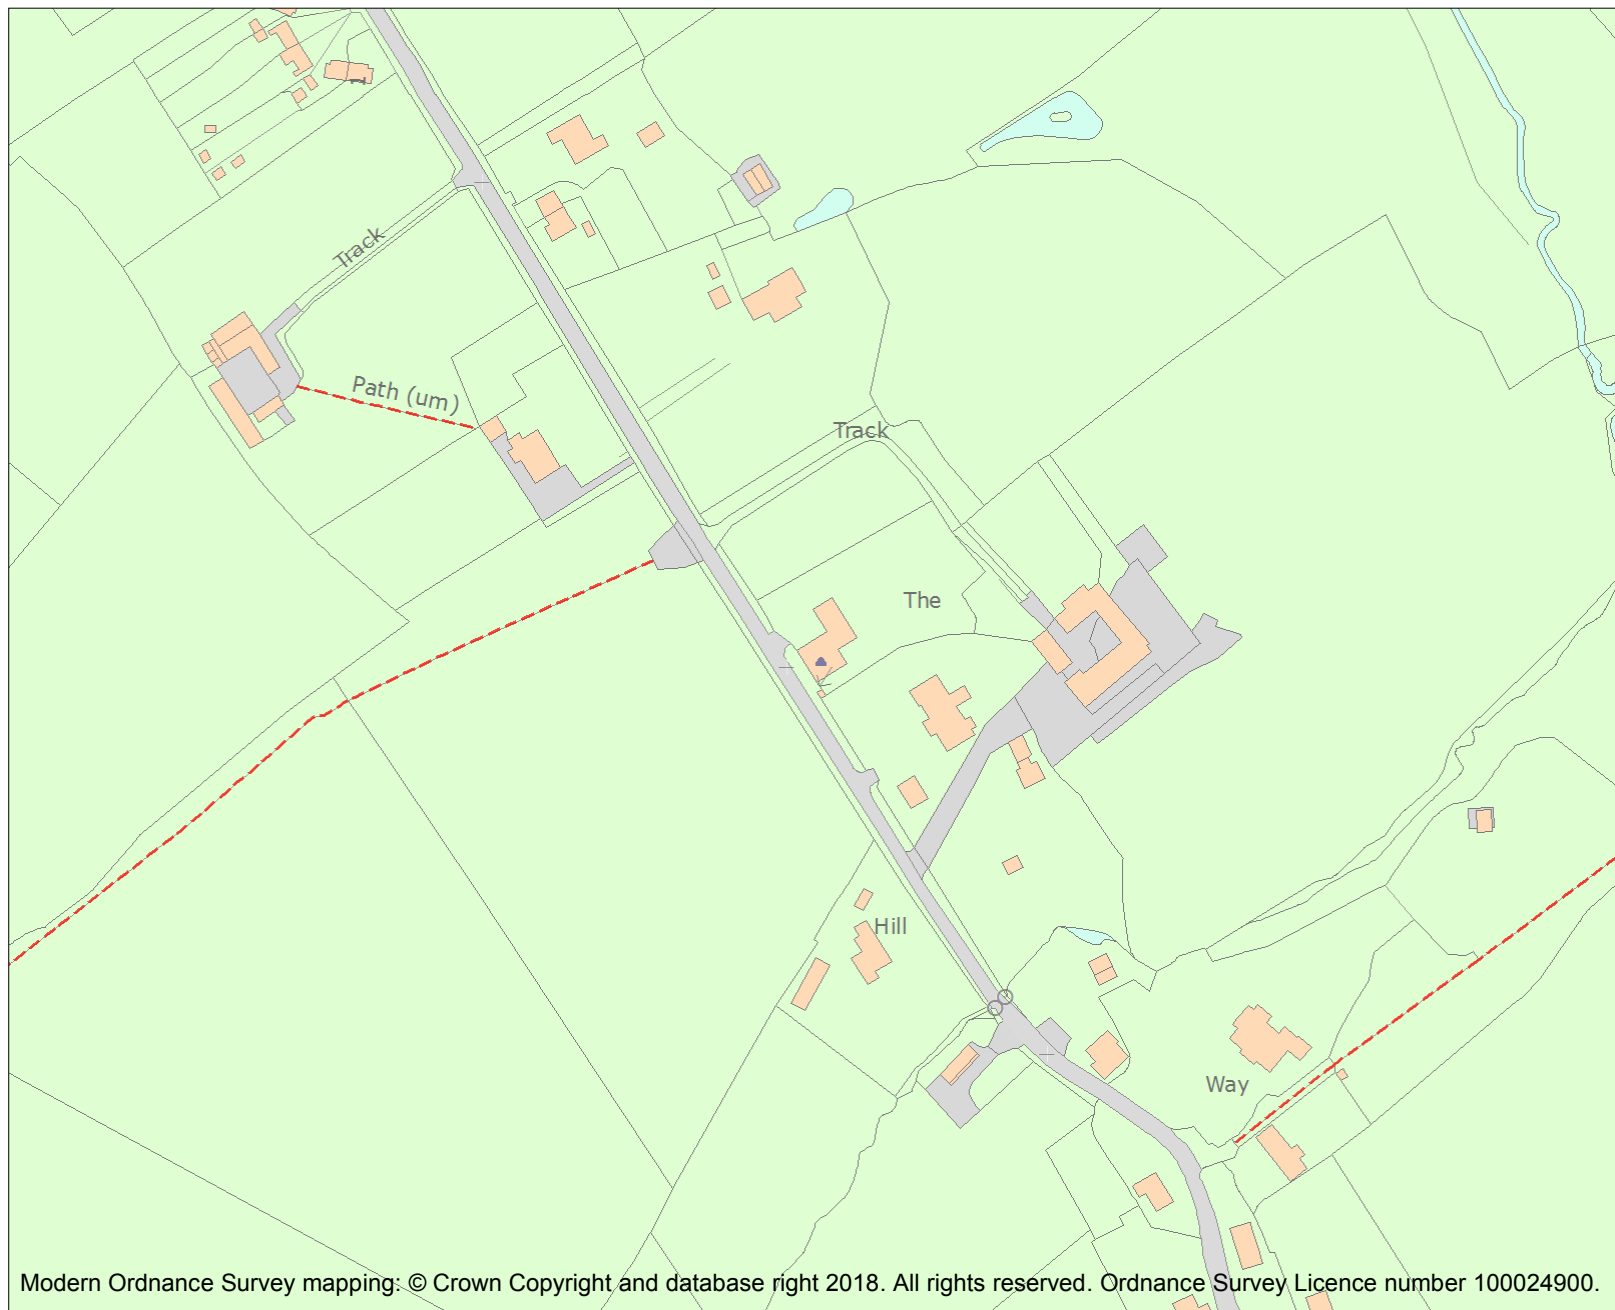 Track
Path (um)
Track
The
Hill
Way
Modern Ordnance Survey mapping: © Crown Copyright and database right 2018. All rights reserved. Ordnance Survey Licence number 100024900.